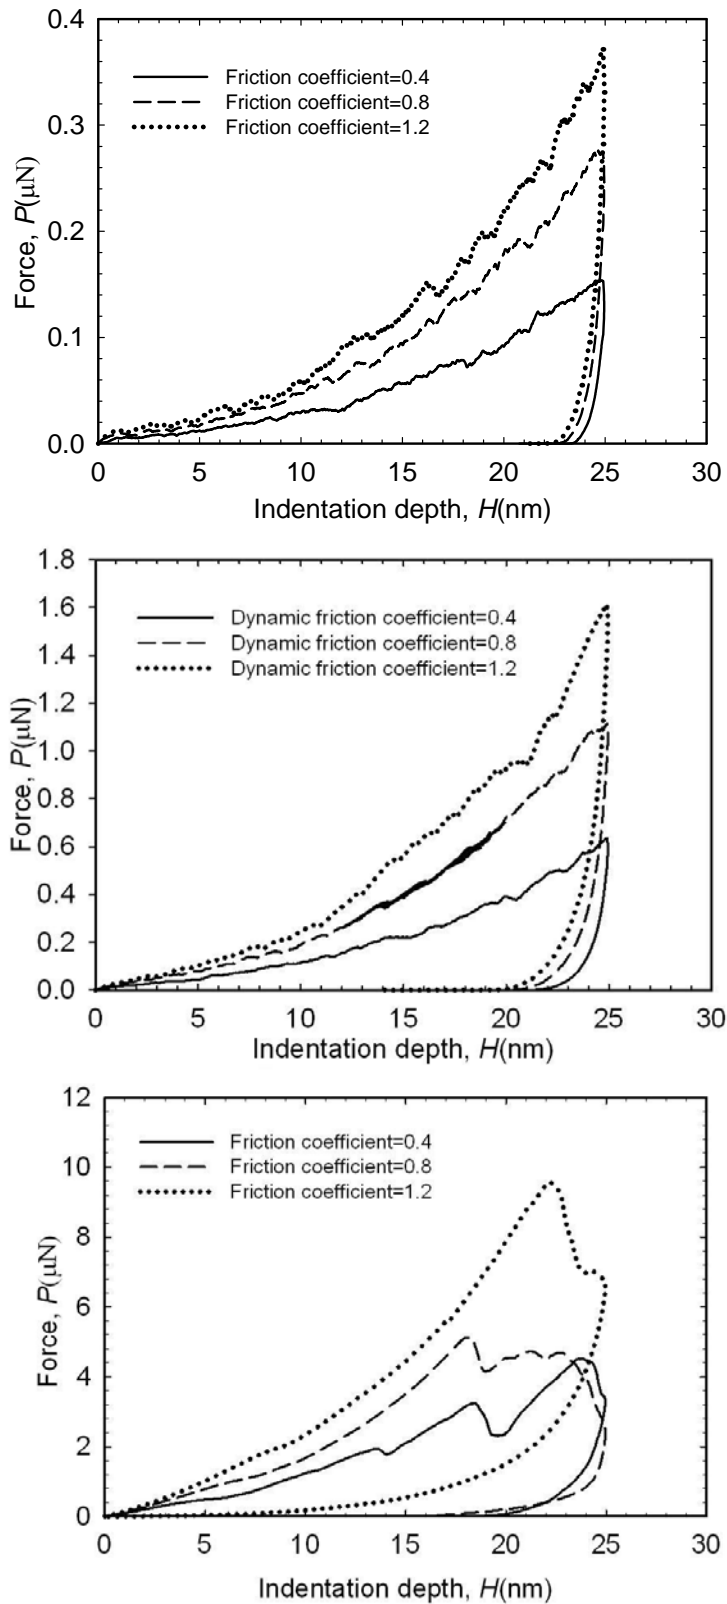 0.4
Friction coefficient=0.4
Friction coefficient=0.8
Friction coefficient=1.2
0.3
0.2
0.1
0.0
Force, P(μN)
0 5 10 15 20 25 30
Indentation depth, H(nm)
1.8
1.6
Dynamic friction coefficient=0.4
Dynamic friction coefficient=0.8
Dynamic friction coefficient=1.2
1.4
1.2
1.0
0.8
0.6
0.4
0.2
0.0
Force, P(μN)
0 5 10 15 20 25 30
Indentation depth, H(nm)
12
Friction coefficient=0.4
Friction coefficient=0.8
Friction coefficient=1.2
10
8
6
4
2
0
Force, P(μN)
0 5 10 15 20 25 30
Indentation depth, H(nm)